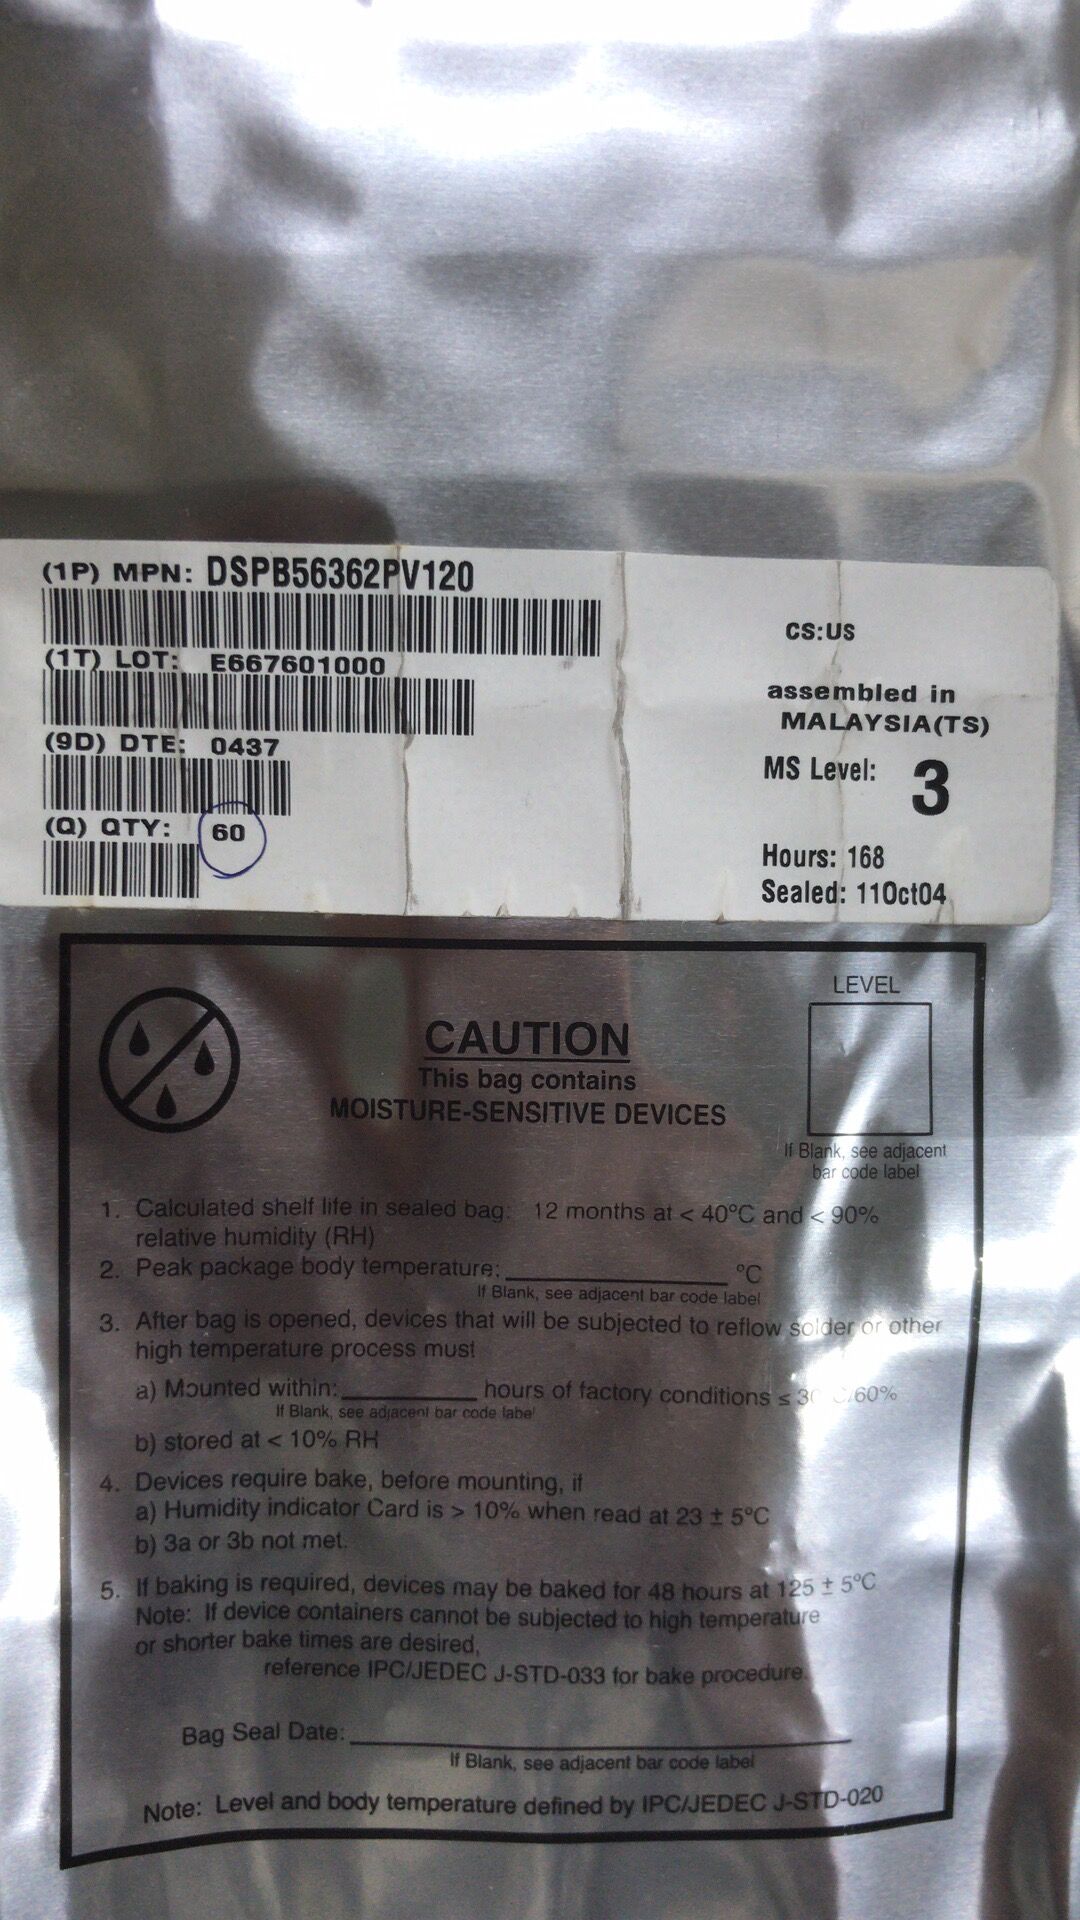 (1P) MPN: DSPB56362PV120
(1T) LOT: E667601000
(9D) DTE: 0437
(Q) QTY: 60
CS:US
assembled in
MALAYSIA(TS)
MS Level: 3
Hours: 168
Sealed: 11Oct04
LEVEL
If Blank, see adjacent
bar code label
CAUTION
This bag contains
MOISTURE-SENSITIVE DEVICES
1. Calculated shelf life in sealed bag: 12 months at < 40°C and < 90%
relative humidity (RH)
2. Peak package body temperature: °C
If Blank, see adjacent bar code label
3. After bag is opened, devices that will be subjected to reflow solder or other
high temperature process must
a) Mounted within: hours of factory conditions ≤ 30°C/60%
If Blank, see adjacent bar code label
b) stored at < 10% RH
4. Devices require bake, before mounting, if
a) Humidity indicator Card is > 10% when read at 23 ± 5°C
b) 3a or 3b not met.
5. If baking is required, devices may be baked for 48 hours at 125 ± 5°C
Note: If device containers cannot be subjected to high temperature
or shorter bake times are desired,
reference IPC/JEDEC J-STD-033 for bake procedure.
Bag Seal Date:
If Blank, see adjacent bar code label
Note: Level and body temperature defined by IPC/JEDEC J-STD-020